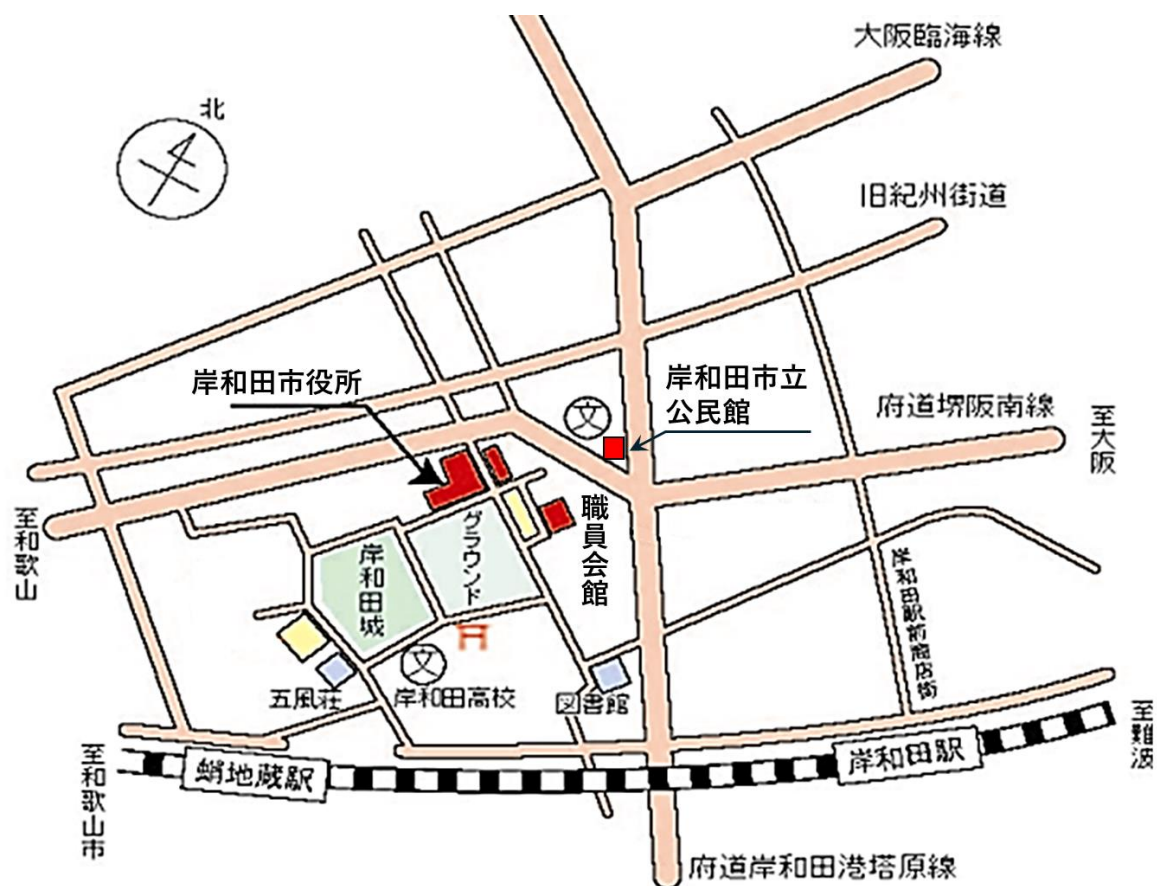 大阪臨海線
北
旧紀州街道
岸和田市役所
岸和田市立
公民館
府道堺阪南線
至大阪
文
至和歌山
職員会館
グラウンド
岸和田城
岸和田駅前商店街
文
五風荘
岸和田高校
図書館
至難波
至和歌山市
蛸地蔵駅
岸和田駅
府道岸和田港塔原線